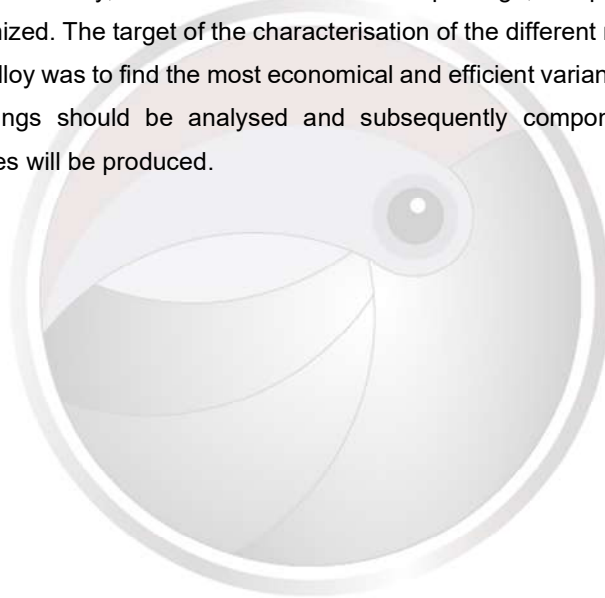 nized. The target of the characterisation of the different
lloy was to find the most economical and efficient varian
ngs should be analysed and subsequently compor
es will be produced.